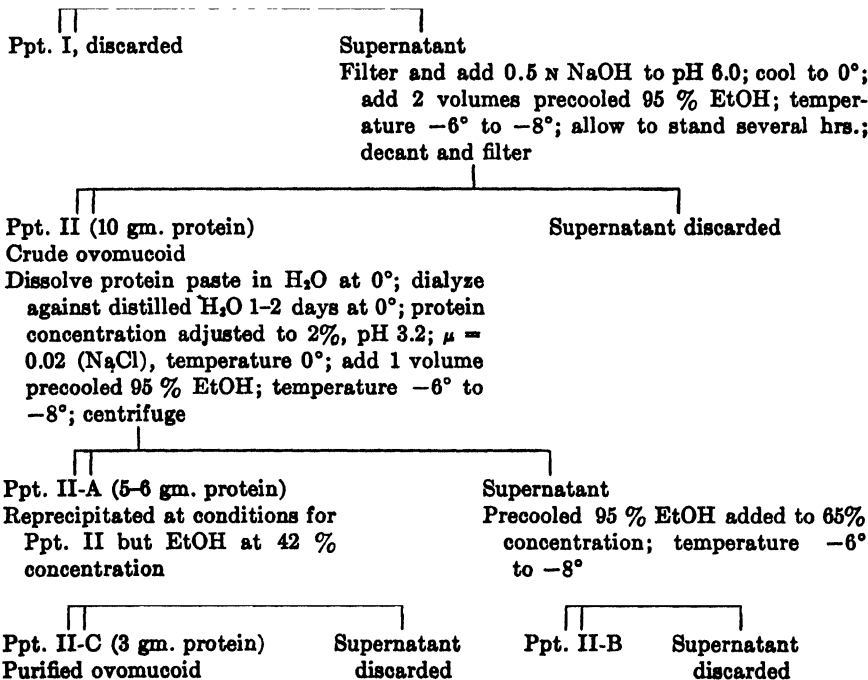 Ppt. I, discarded
Supernatant
Filter and add 0.5 N NaOH to pH 6.0; cool to 0°;
add 2 volumes precooled 95 % EtOH; temper-
ature −6° to −8°; allow to stand several hrs.;
decant and filter
Ppt. II (10 gm. protein)
Crude ovomucoid
Dissolve protein paste in H₂O at 0°; dialyze
against distilled H₂O 1–2 days at 0°; protein
concentration adjusted to 2%, pH 3.2; μ =
0.02 (NaCl), temperature 0°; add 1 volume
precooled 95 % EtOH; temperature −6° to
−8°; centrifuge
Supernatant discarded
Ppt. II-A (5–6 gm. protein)
Reprecipitated at conditions for
Ppt. II but EtOH at 42 %
concentration
Supernatant
Precooled 95 % EtOH added to 65%
concentration; temperature −6°
to −8°
Ppt. II-C (3 gm. protein)
Purified ovomucoid
Supernatant
discarded
Ppt. II-B
Supernatant
discarded